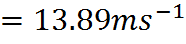 = 13.89ms⁻¹